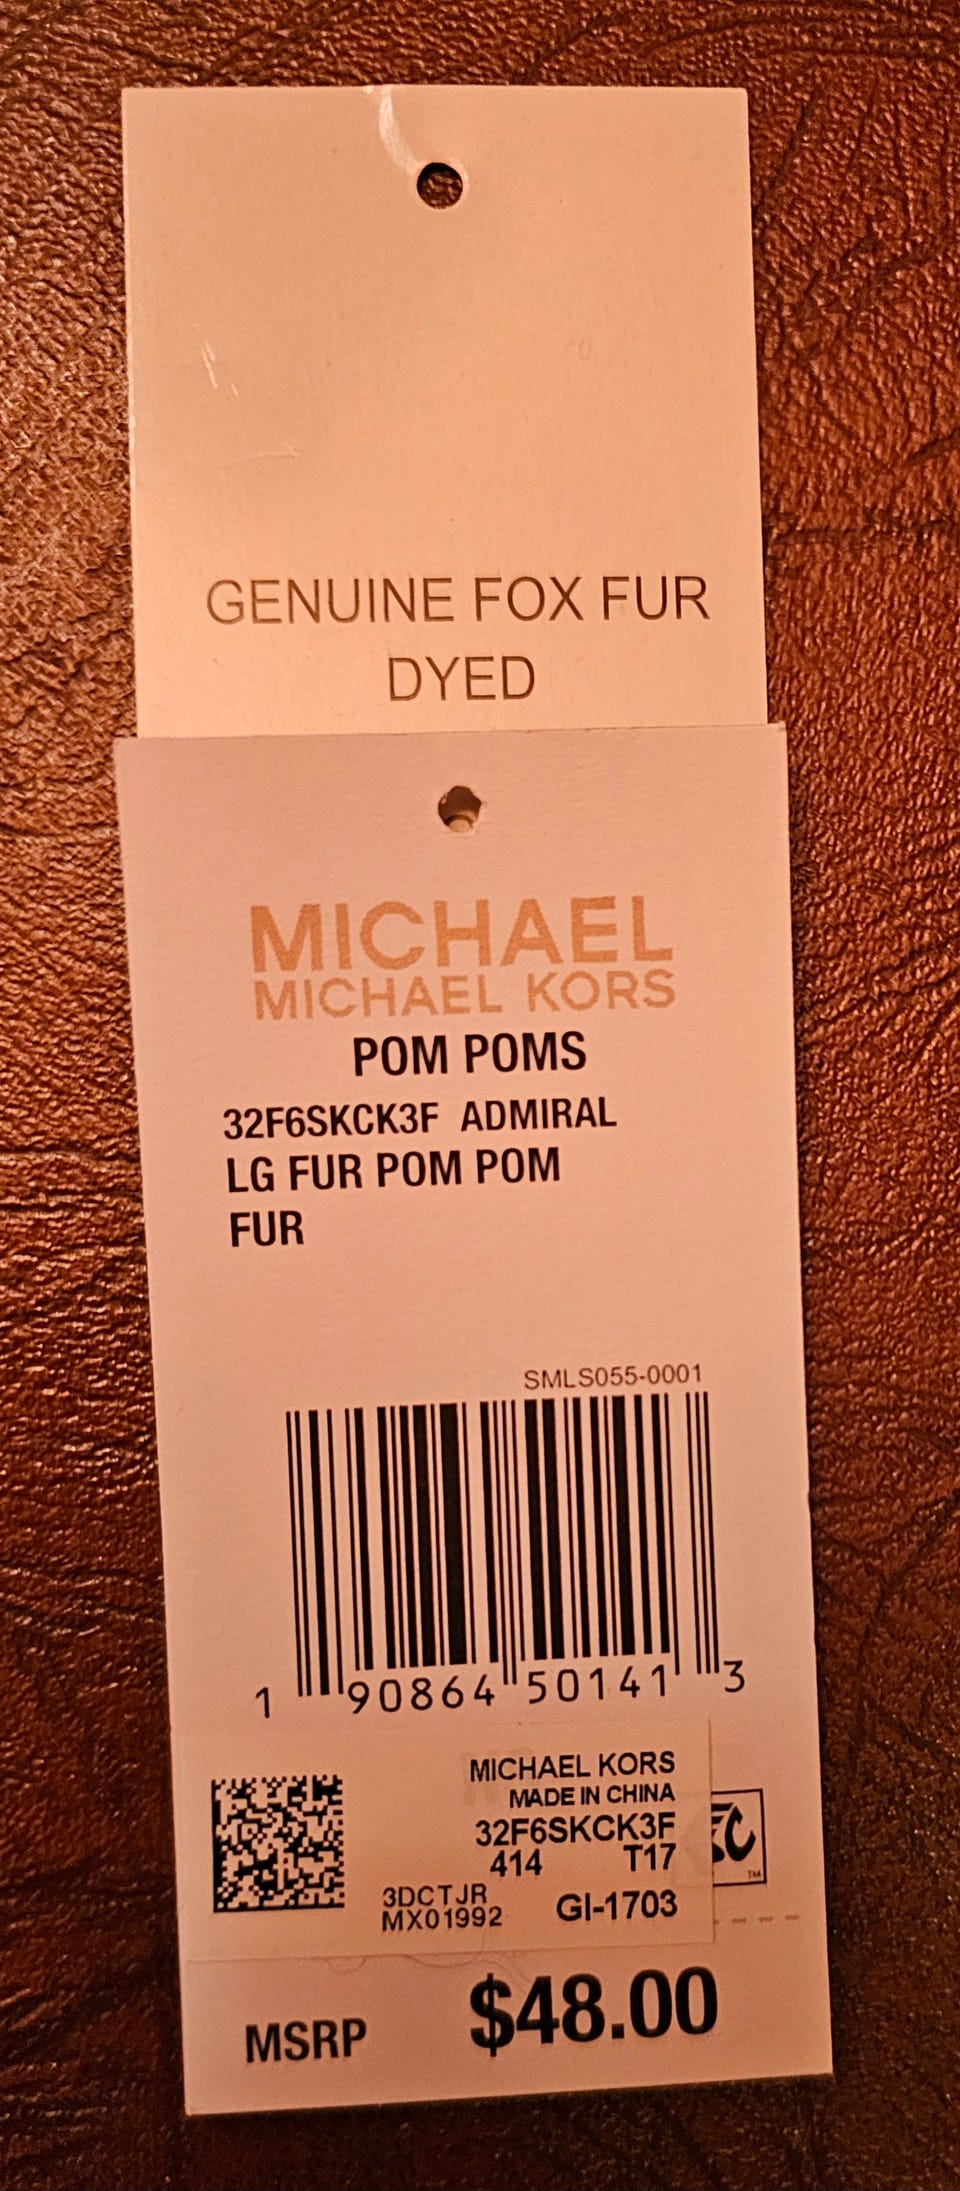 GENUINE FOX FUR
DYED
MICHAEL
MICHAEL KORS
POM POMS
32F6SKCK3F ADMIRAL
LG FUR POM POM
FUR
SMLS055-0001
1 90864 50141 3
MICHAEL KORS
MADE IN CHINA
32F6SKCK3F
414 T17
3DCTJR
MX01992 GI-1703
TM
MSRP $48.00